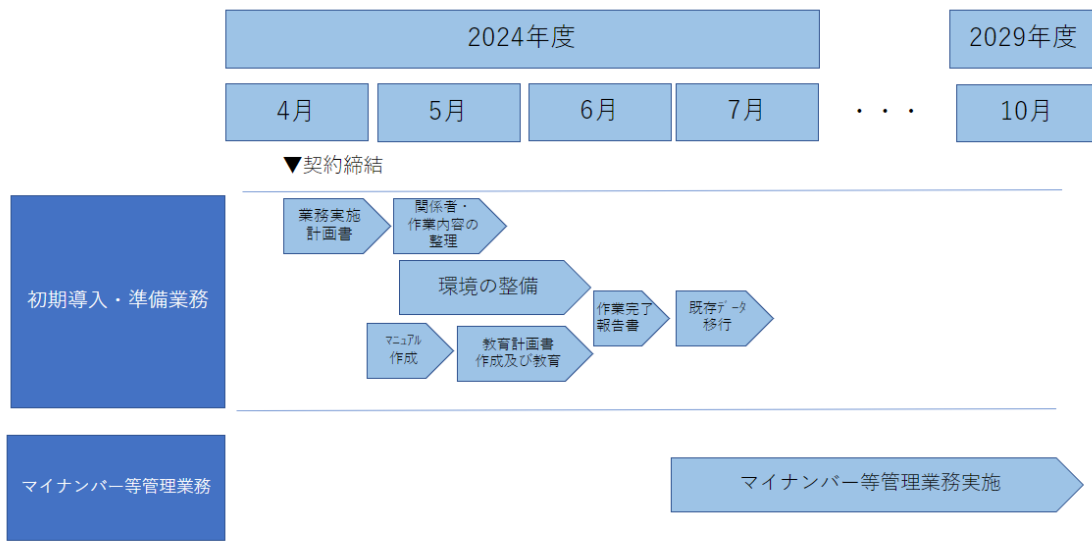 2024年度
2029年度
4月
5月
6月
7月
・・・
10月
▼契約締結
初期導入・準備業務
業務実施
計画書
関係者・
作業内容の
整理
環境の整備
マニュアル
作成
教育計画書
作成及び教育
作業完了
報告書
既存データ
移行
マイナンバー等管理業務
マイナンバー等管理業務実施